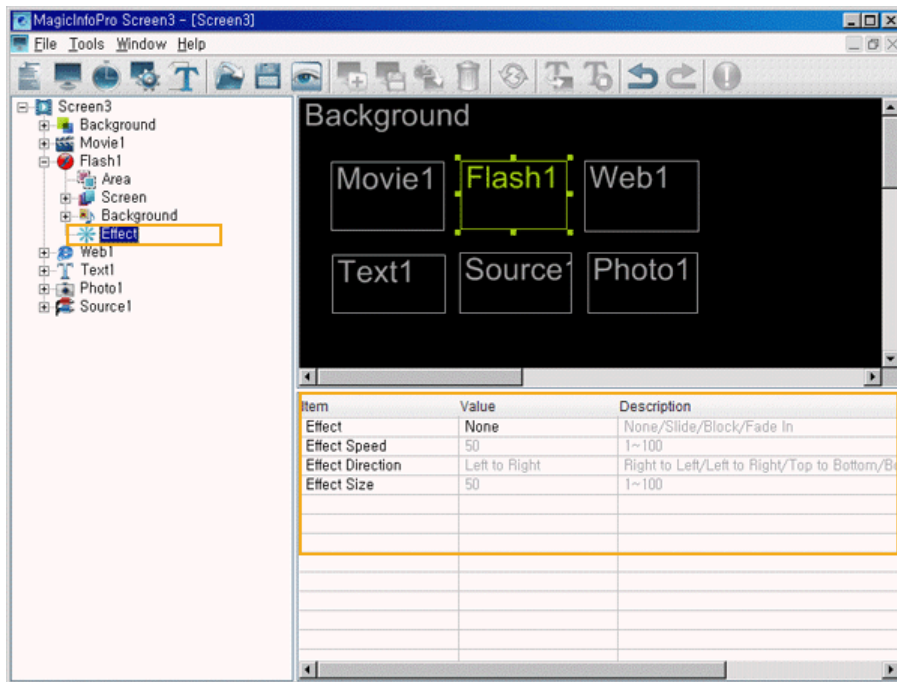 MagicInfoPro Screen3 - [Screen3]
File Tools Window Help
Screen3
Background
Movie1
Flash1
Area
Screen
Background
Effect
Web1
Text1
Photo1
Source1
Background
Movie1 Flash1 Web1
Text1 Source1 Photo1
Item Value Description
Effect None None/Slide/Block/Fade In
Effect Speed 50 1~100
Effect Direction Left to Right Right to Left/Left to Right/Top to Bottom/Bo
Effect Size 50 1~100